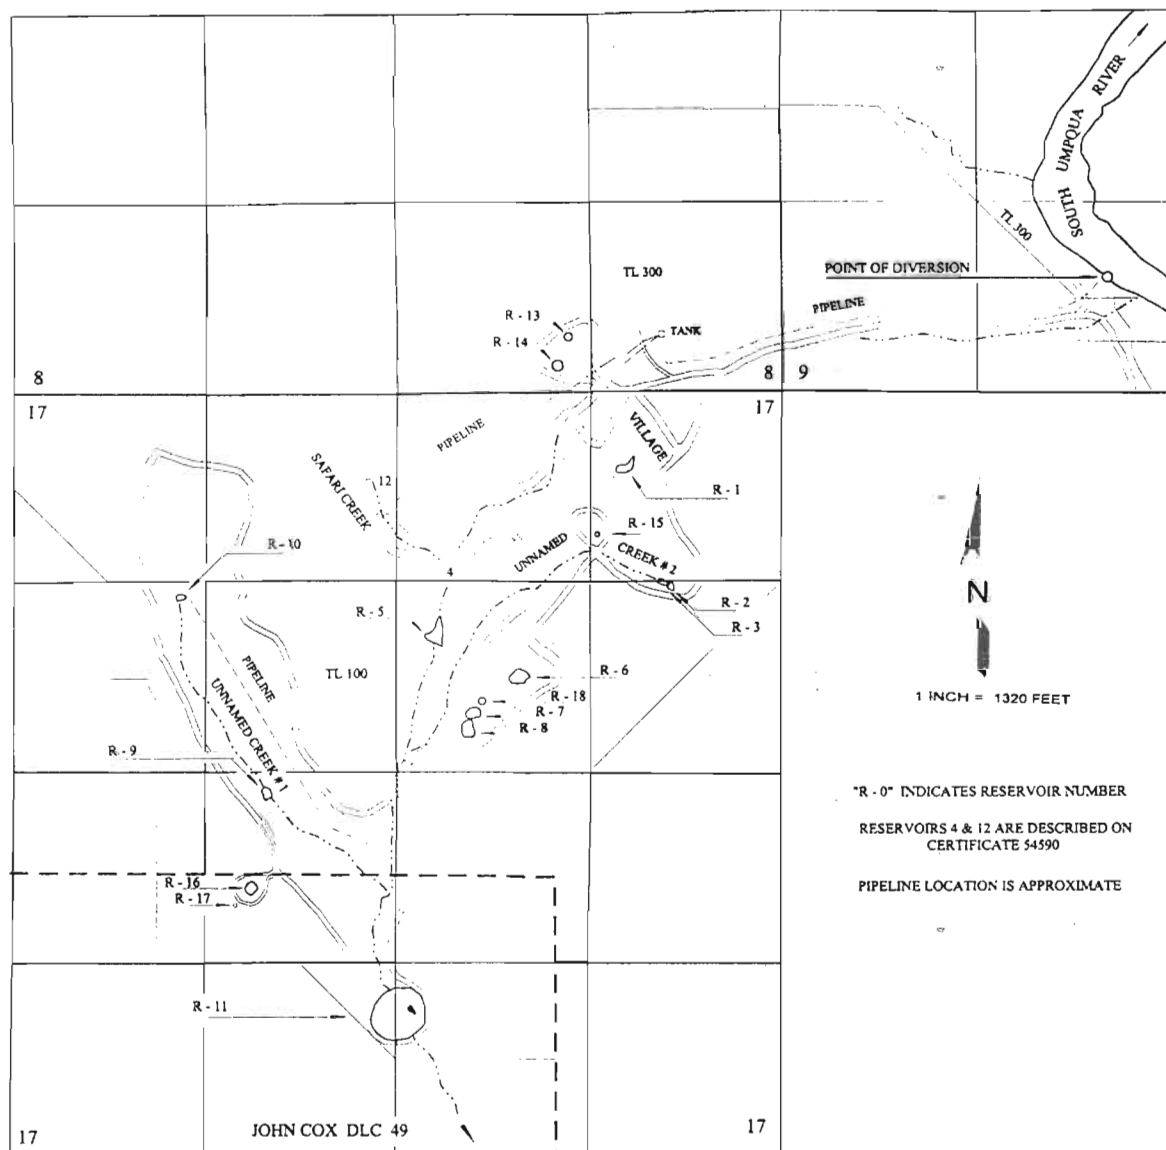 RIVER
UMPQUA
SOUTH
TL 300
TL 300
POINT OF DIVERSION
PIPELINE
R - 13
TANK
R - 14
8
8
9
17
17
PIPELINE
VILLAGE
SAFARI CREEK
12
R - 1
R - 15
UNNAMED
CREEK # 2
R - 10
4
R - 2
R - 5
R - 3
N
PIPELINE
TL 100
R - 6
R - 18
R - 7
R - 8
1 INCH = 1320 FEET
UNNAMED CREEK # 1
R - 9
"R - 0" INDICATES RESERVOIR NUMBER
RESERVOIRS 4 & 12 ARE DESCRIBED ON
CERTIFICATE 54590
PIPELINE LOCATION IS APPROXIMATE
R - 16
R - 17
R - 11
17
JOHN COX DLC 49
17